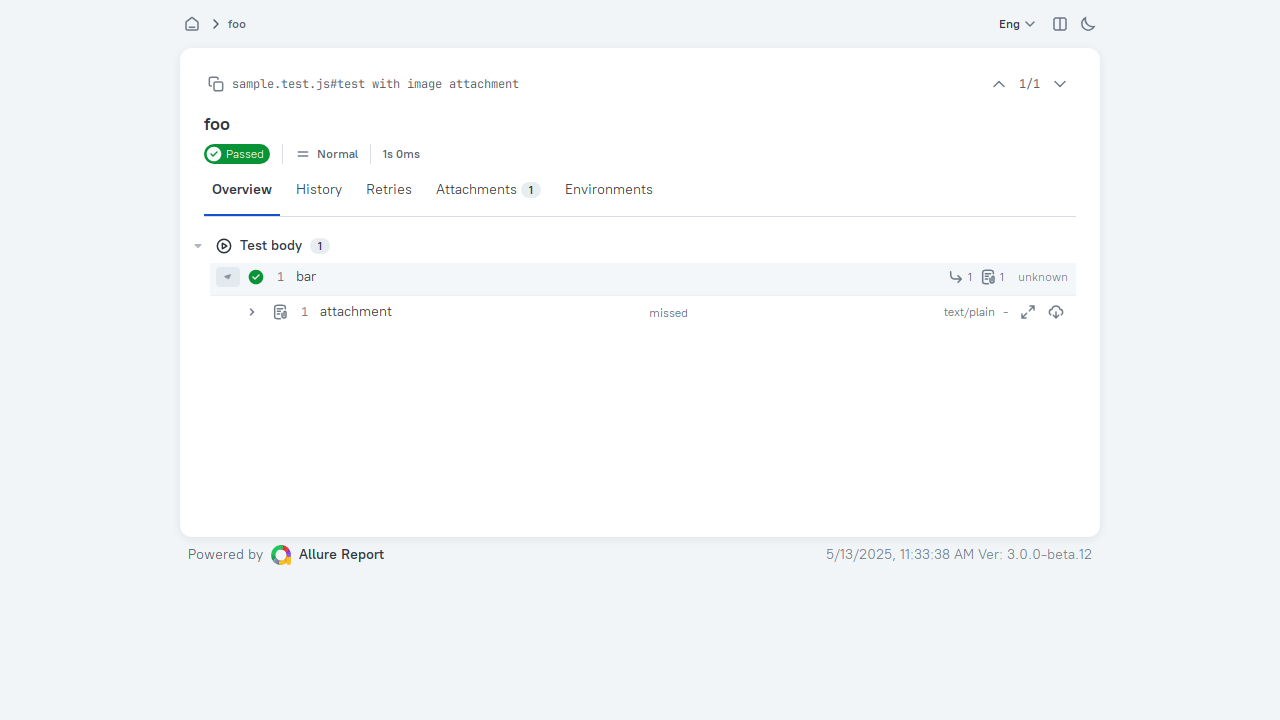 foo
Eng
sample.test.js#test with image attachment
1/1
foo
Passed
Normal
1s 0ms
Overview
History
Retries
Attachments 1
Environments
Test body 1
1 bar
1
1
unknown
1 attachment
missed
text/plain -
Powered by Allure Report
5/13/2025, 11:33:38 AM Ver: 3.0.0-beta.12